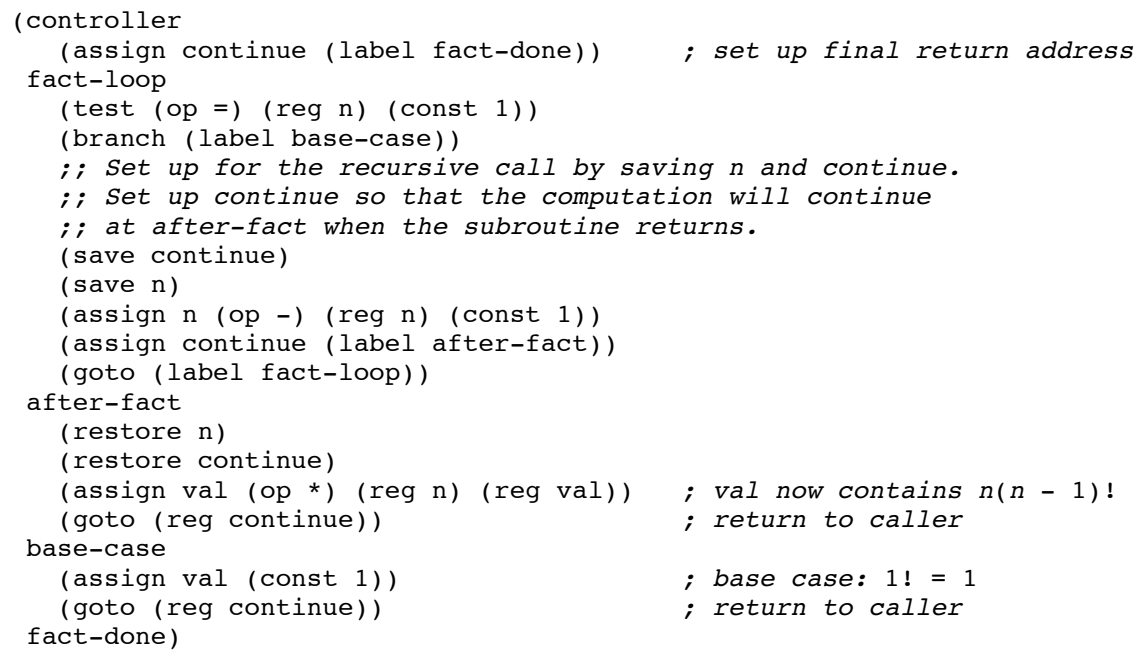 (controller
   (assign continue (label fact-done))     ; set up final return address
 fact-loop
   (test (op =) (reg n) (const 1))
   (branch (label base-case))
   ;; Set up for the recursive call by saving n and continue.
   ;; Set up continue so that the computation will continue
   ;; at after-fact when the subroutine returns.
   (save continue)
   (save n)
   (assign n (op -) (reg n) (const 1))
   (assign continue (label after-fact))
   (goto (label fact-loop))
 after-fact
   (restore n)
   (restore continue)
   (assign val (op *) (reg n) (reg val))   ; val now contains n(n - 1)!
   (goto (reg continue))                   ; return to caller
 base-case
   (assign val (const 1))                  ; base case: 1! = 1
   (goto (reg continue))                   ; return to caller
 fact-done)